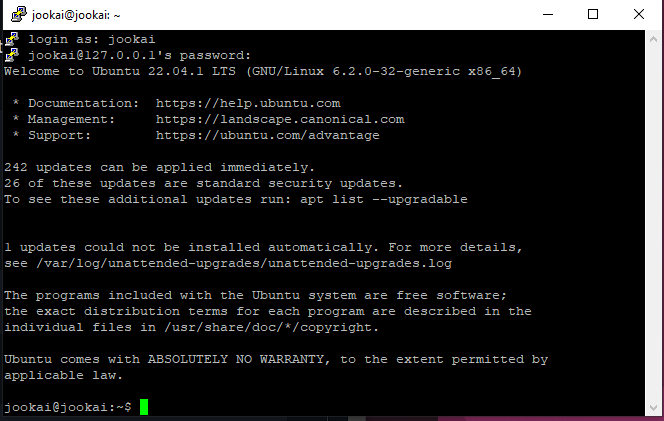 jookai@jookai: ~
login as: jookai
jookai@127.0.0.1's password:
Welcome to Ubuntu 22.04.1 LTS (GNU/Linux 6.2.0-32-generic x86_64)
* Documentation:  https://help.ubuntu.com
* Management:     https://landscape.canonical.com
* Support:        https://ubuntu.com/advantage
242 updates can be applied immediately.
26 of these updates are standard security updates.
To see these additional updates run: apt list --upgradable
1 updates could not be installed automatically. For more details,
see /var/log/unattended-upgrades/unattended-upgrades.log
The programs included with the Ubuntu system are free software;
the exact distribution terms for each program are described in the
individual files in /usr/share/doc/*/copyright.
Ubuntu comes with ABSOLUTELY NO WARRANTY, to the extent permitted by
applicable law.
jookai@jookai:~$